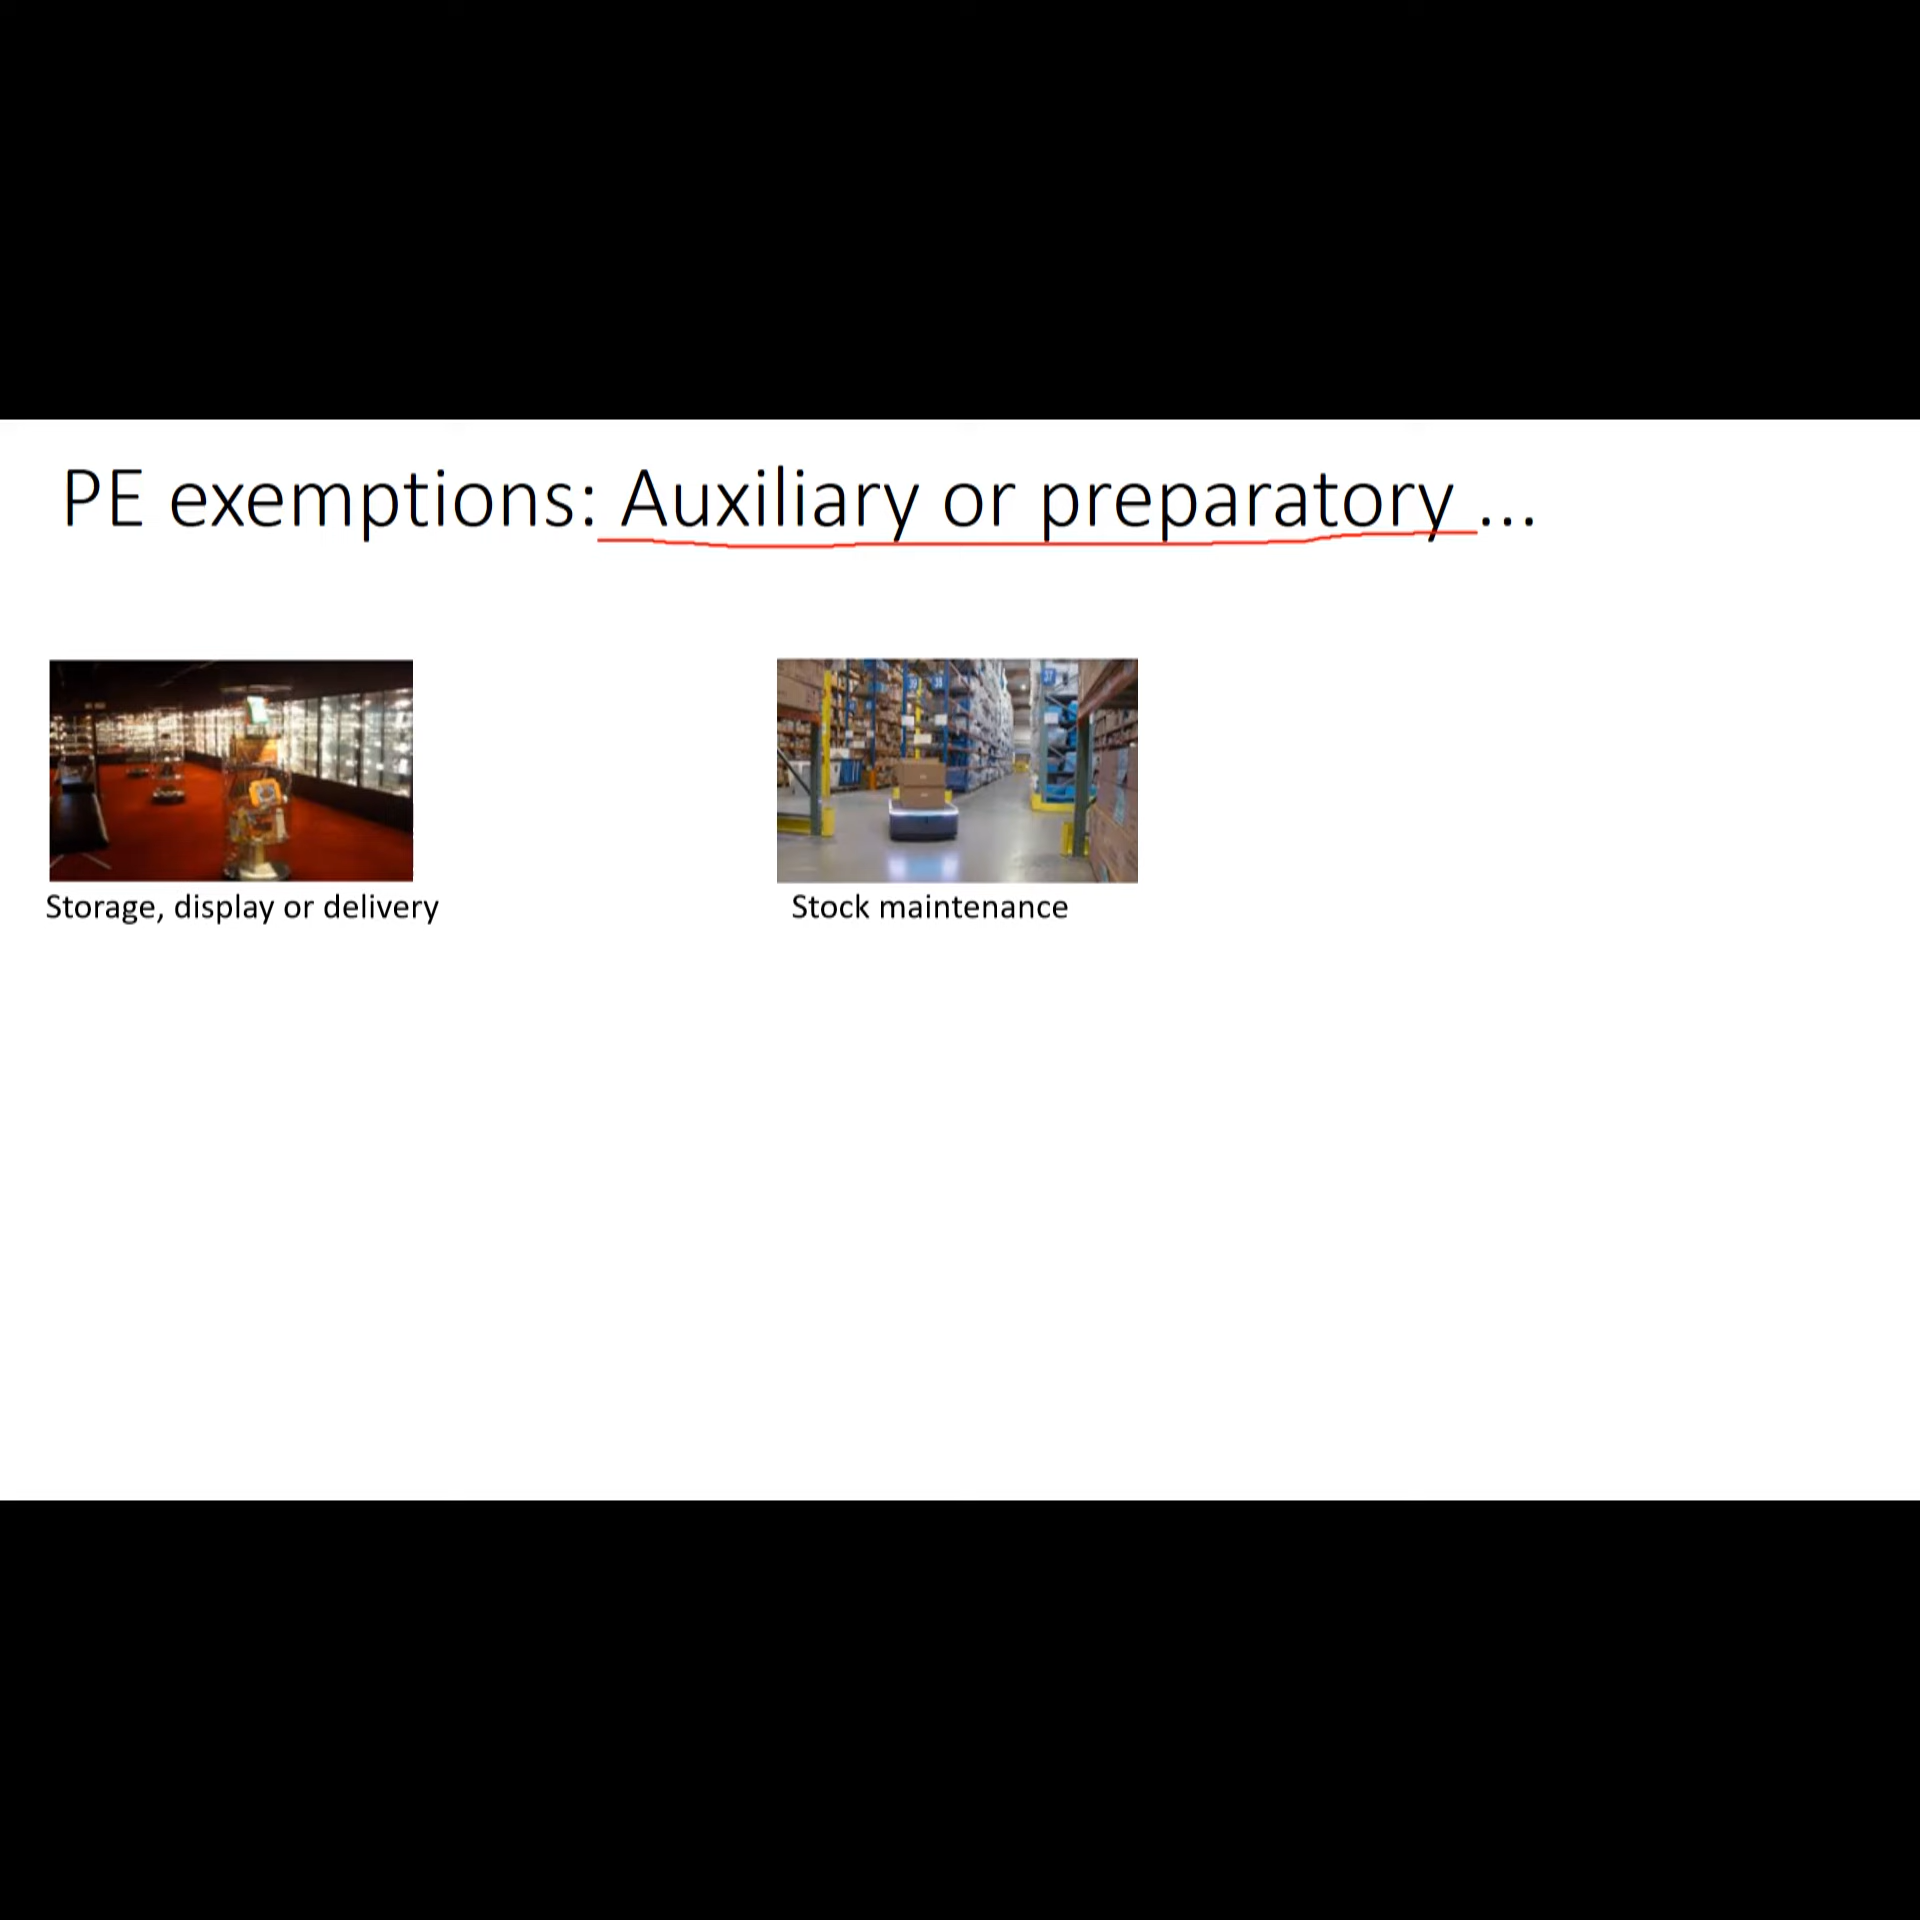 PE exemptions: Auxiliary or preparatory ...
Storage, display or delivery
Stock maintenance